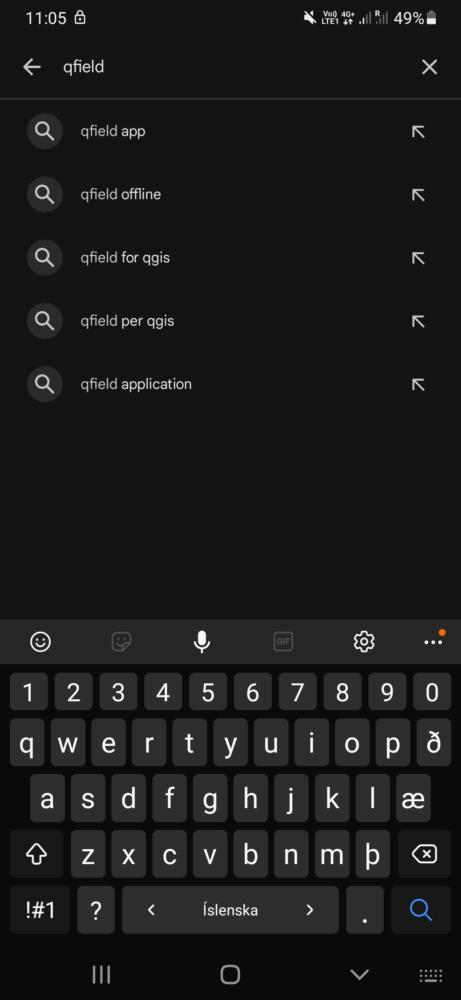 11:05 Vo)) LTE1 4G+ R 49%
qfield
qfield app
qfield offline
qfield for qgis
qfield per qgis
qfield application
GIF
1 2 3 4 5 6 7 8 9 0
q w e r t y u i o p ð
a s d f g h j k l æ
z x c v b n m þ
!#1 ? < Íslenska > .